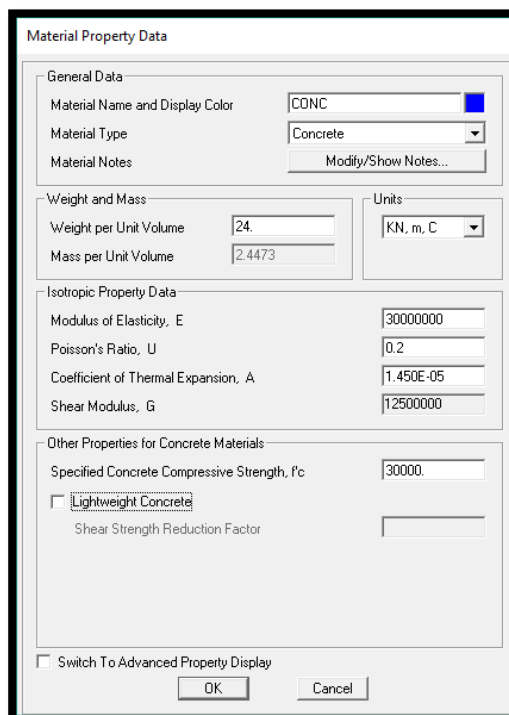 Material Property Data
General Data
Material Name and Display Color CONC
Material Type Concrete
Material Notes Modify/Show Notes...
Weight and Mass Units
Weight per Unit Volume 24. KN, m, C
Mass per Unit Volume 2.4473
Isotropic Property Data
Modulus of Elasticity, E 30000000
Poisson's Ratio, U 0.2
Coefficient of Thermal Expansion, A 1.450E-05
Shear Modulus, G 12500000
Other Properties for Concrete Materials
Specified Concrete Compressive Strength, f'c 30000.
Lightweight Concrete
Shear Strength Reduction Factor
Switch To Advanced Property Display
OK Cancel